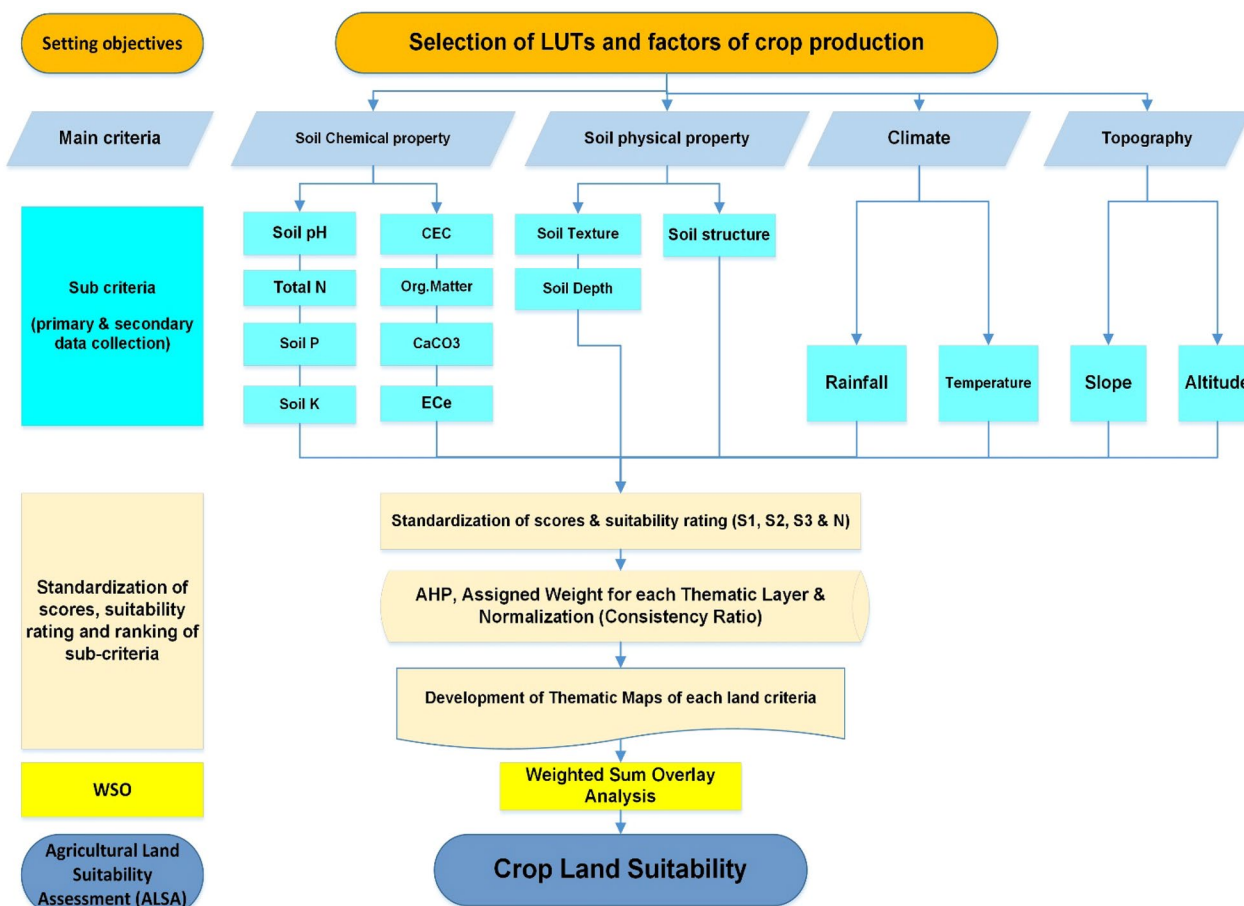 Setting objectives
Selection of LUTs and factors of crop production
Main criteria
Soil Chemical property
Soil physical property
Climate
Topography
Sub criteria
(primary & secondary
data collection)
Soil pH
CEC
Soil Texture
Soil structure
Total N
Org.Matter
Soil Depth
Soil P
CaCO3
Soil K
ECe
Rainfall
Temperature
Slope
Altitude
Standardization of
scores, suitability
rating and ranking of
sub-criteria
Standardization of scores & suitability rating (S1, S2, S3 & N)
AHP, Assigned Weight for each Thematic Layer &
Normalization (Consistency Ratio)
Development of Thematic Maps of each land criteria
WSO
Weighted Sum Overlay
Analysis
Agricultural Land
Suitability
Assessment (ALSA)
Crop Land Suitability